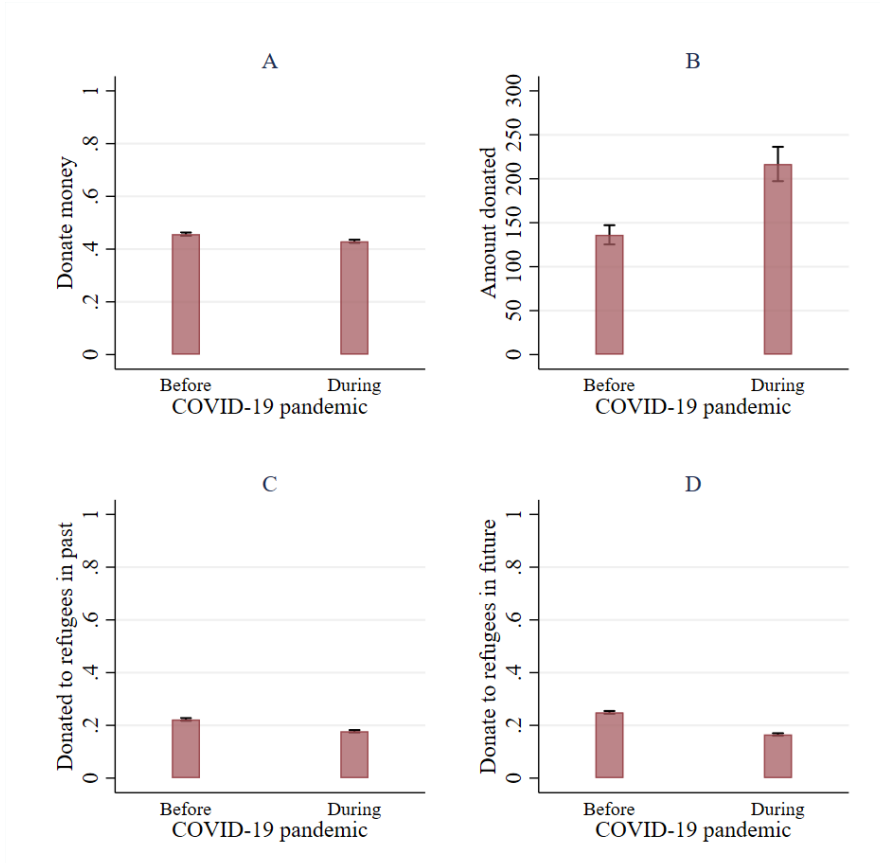 A
Donate money
1
.8
.6
.4
.2
0
Before During
COVID-19 pandemic
B
Amount donated
300
250
200
150
100
50
0
Before During
COVID-19 pandemic
C
Donated to refugees in past
1
.8
.6
.4
.2
0
Before During
COVID-19 pandemic
D
Donate to refugees in future
1
.8
.6
.4
.2
0
Before During
COVID-19 pandemic